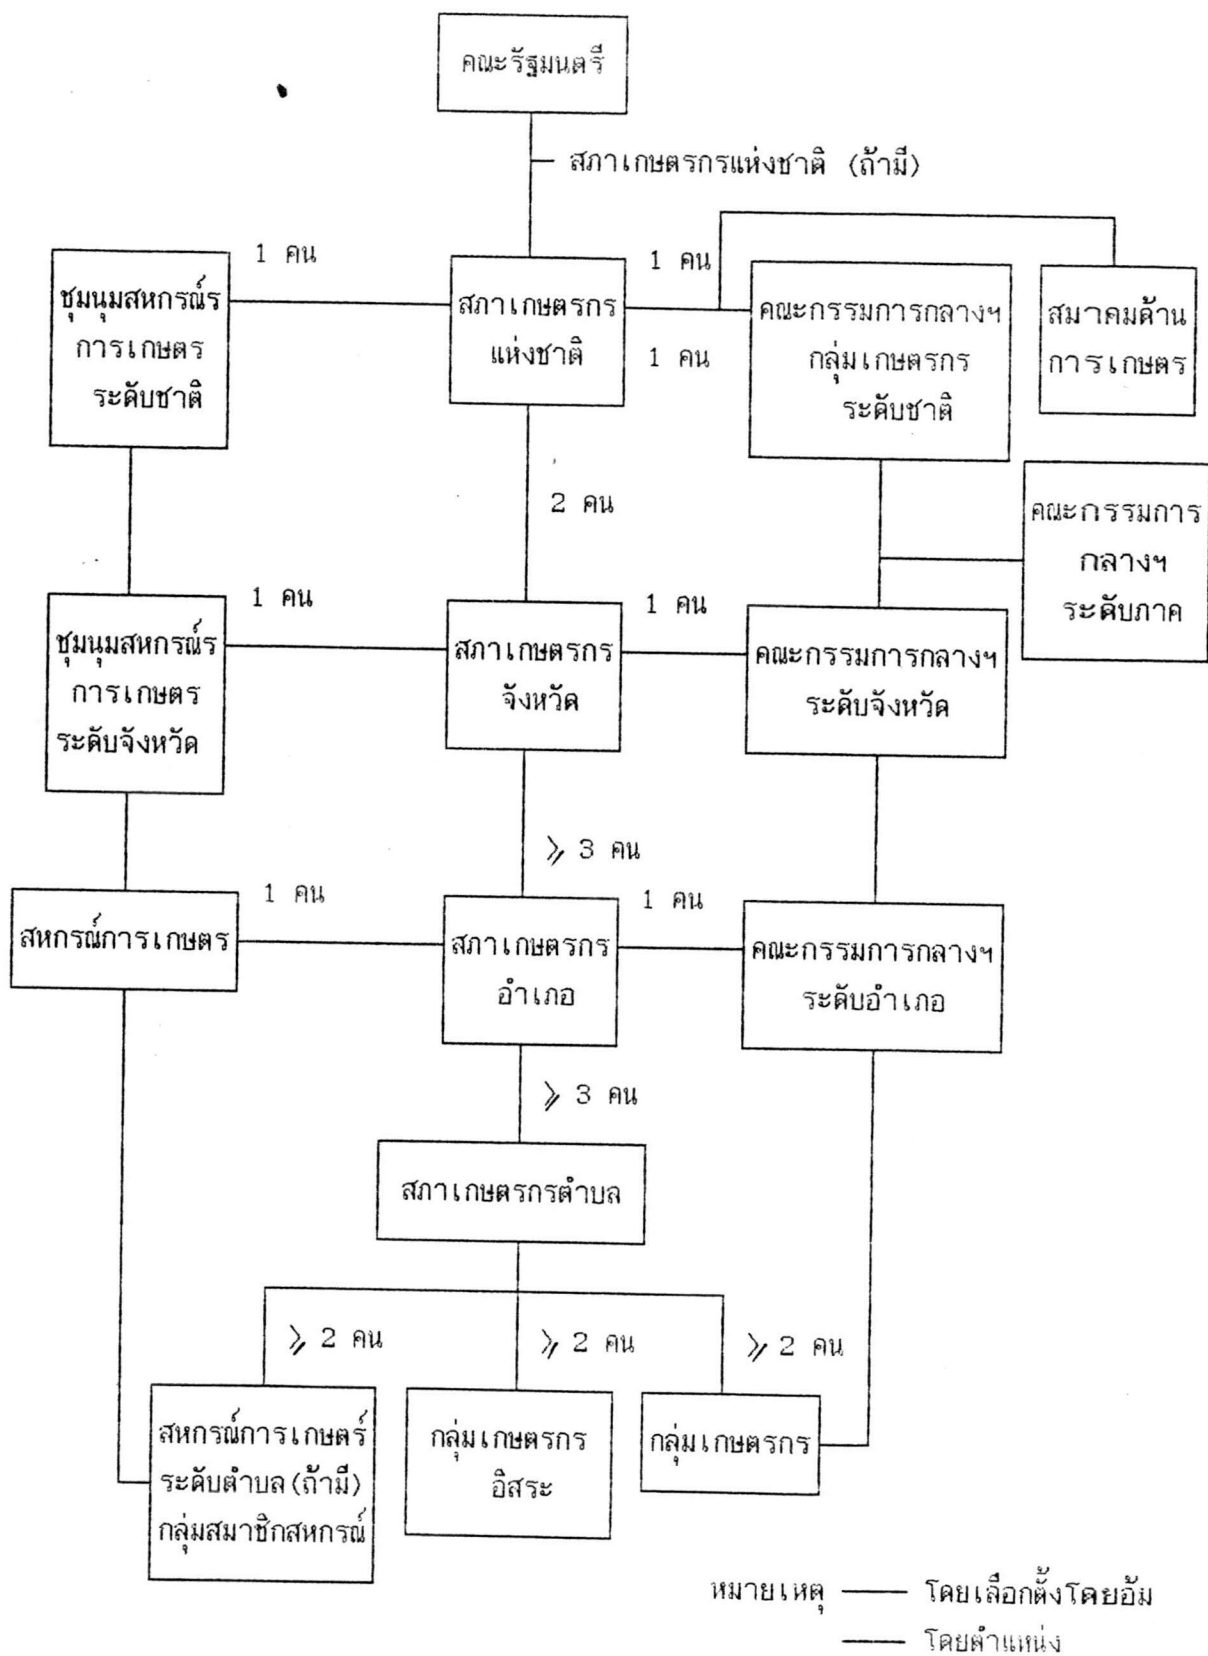 คณะรัฐมนตรี
สภาเกษตรกรแห่งชาติ (ถ้ามี)
1 คน
1 คน
ชุมนุมสหกรณ์ร
การเกษตร
ระดับชาติ
สภาเกษตรกร
แห่งชาติ
1 คน
คณะกรรมการกลางฯ
กลุ่มเกษตรกร
ระดับชาติ
สมาคมด้าน
การเกษตร
2 คน
คณะกรรมการ
กลางฯ
ระดับภาค
1 คน
1 คน
ชุมนุมสหกรณ์ร
การเกษตร
ระดับจังหวัด
สภาเกษตรกร
จังหวัด
คณะกรรมการกลางฯ
ระดับจังหวัด
⩾ 3 คน
1 คน
1 คน
สหกรณ์การเกษตร
สภาเกษตรกร
อำเภอ
คณะกรรมการกลางฯ
ระดับอำเภอ
⩾ 3 คน
สภาเกษตรกรตำบล
⩾ 2 คน
⩾ 2 คน
⩾ 2 คน
สหกรณ์การเกษตร์
ระดับตำบล(ถ้ามี)
กลุ่มสมาชิกสหกรณ์
กลุ่มเกษตรกร
อิสระ
กลุ่มเกษตรกร
หมายเหตุ —— โดยเลือกตั้งโดยอ้ม
—— โดยตำแหน่ง